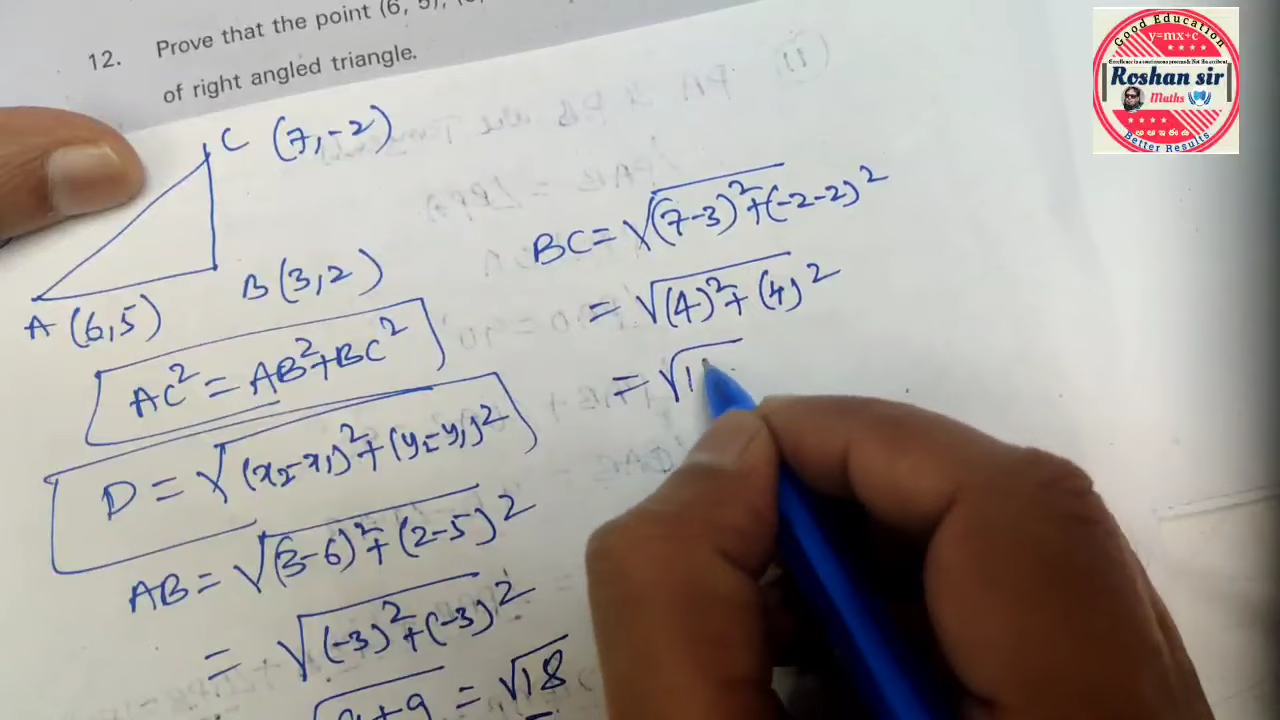 12. Prove that the point (6, 5),
of right angled triangle.
C (7,-2)
B (3,2)
A (6,5)
AC² = AB²+BC²
D = √(x₂-x₁)²+(y₂-y₁)²
AB = √(3-6)²+(2-5)²
= √(-3)²+(-3)²
√9+9 = √18
BC = √(7-3)²+(-2-2)²
= √(4)²+(4)²
= √1
Good Education
y=mx+c
Roshan sir
Maths
Better Results